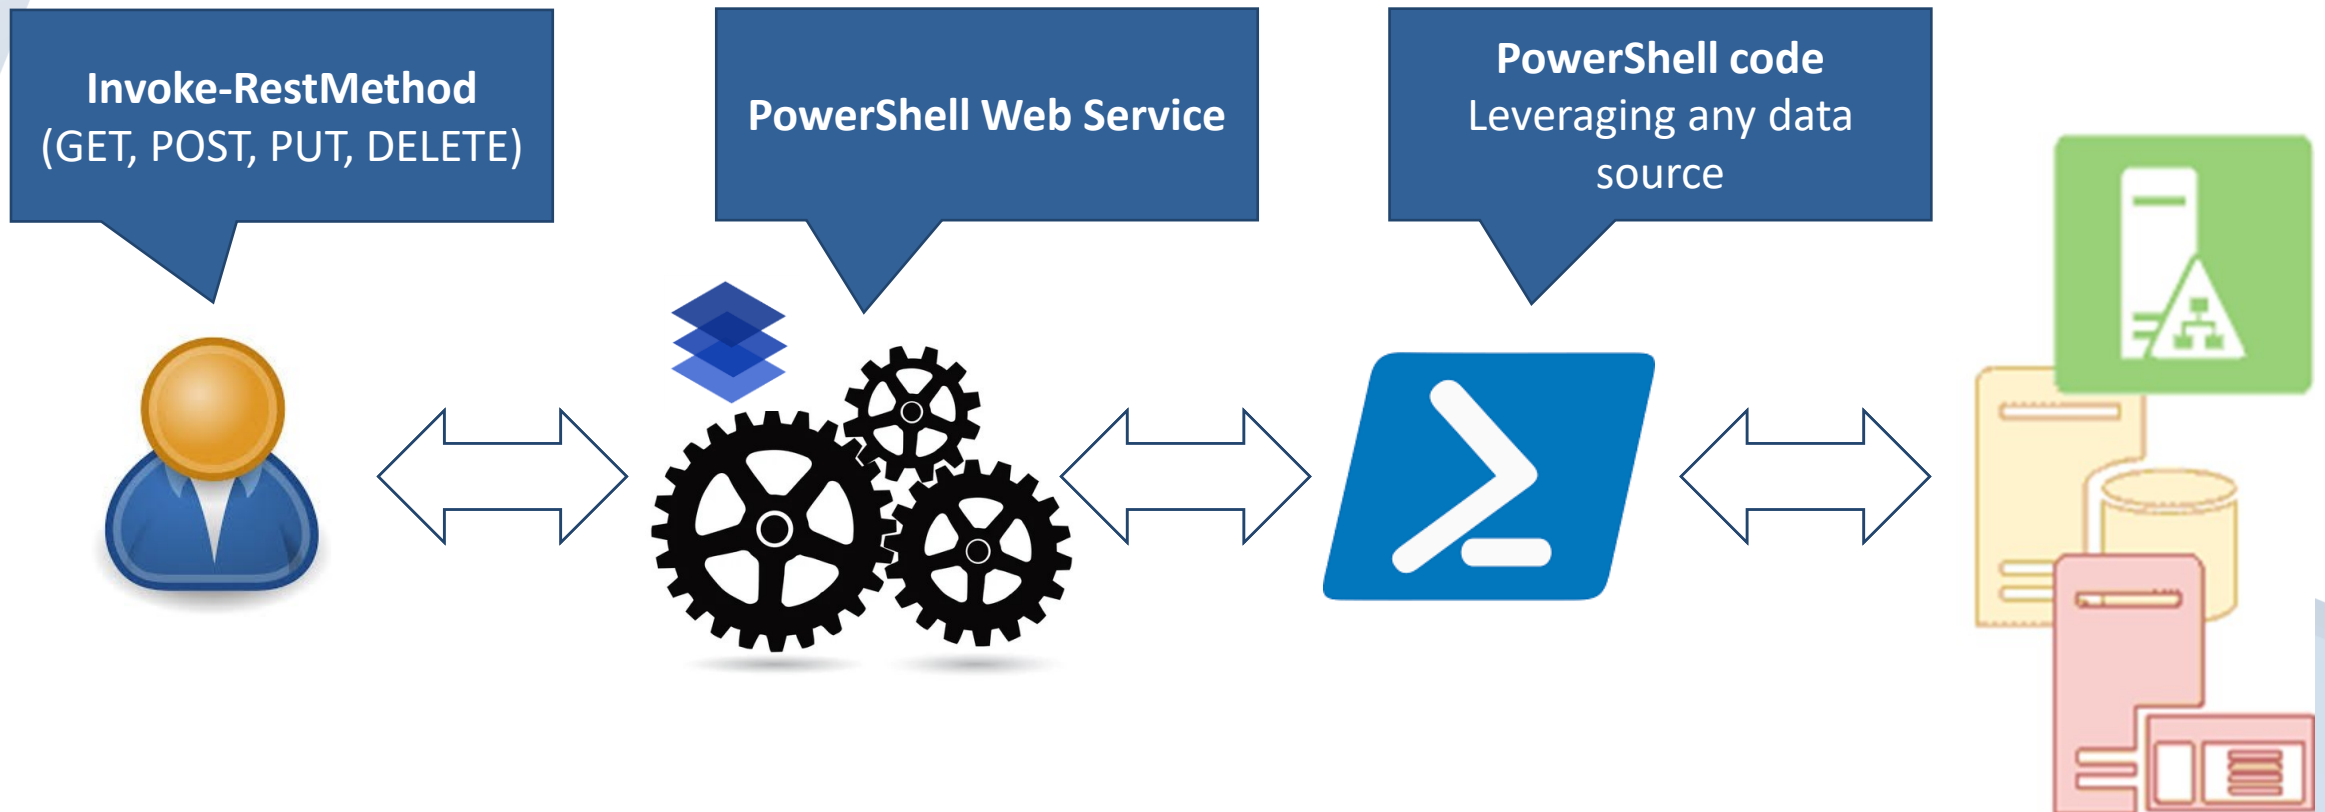 Invoke-RestMethod
(GET, POST, PUT, DELETE)
PowerShell Web Service
PowerShell code
Leveraging any data
source